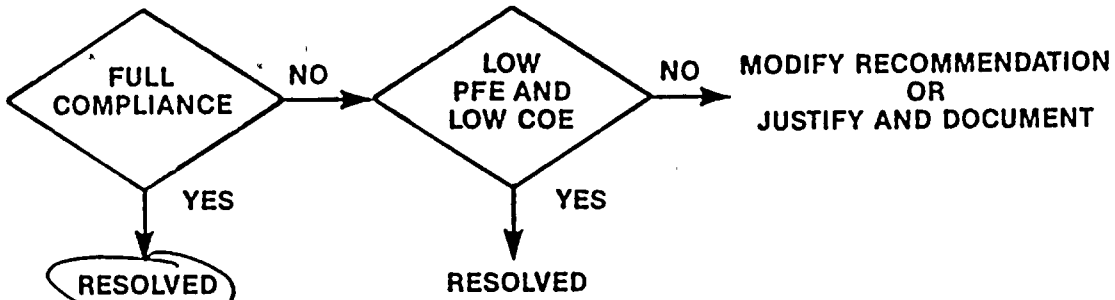 FULL
COMPLIANCE
NO
LOW
PFE AND
LOW COE
NO
MODIFY RECOMMENDATION
OR
JUSTIFY AND DOCUMENT
YES
YES
RESOLVED
RESOLVED